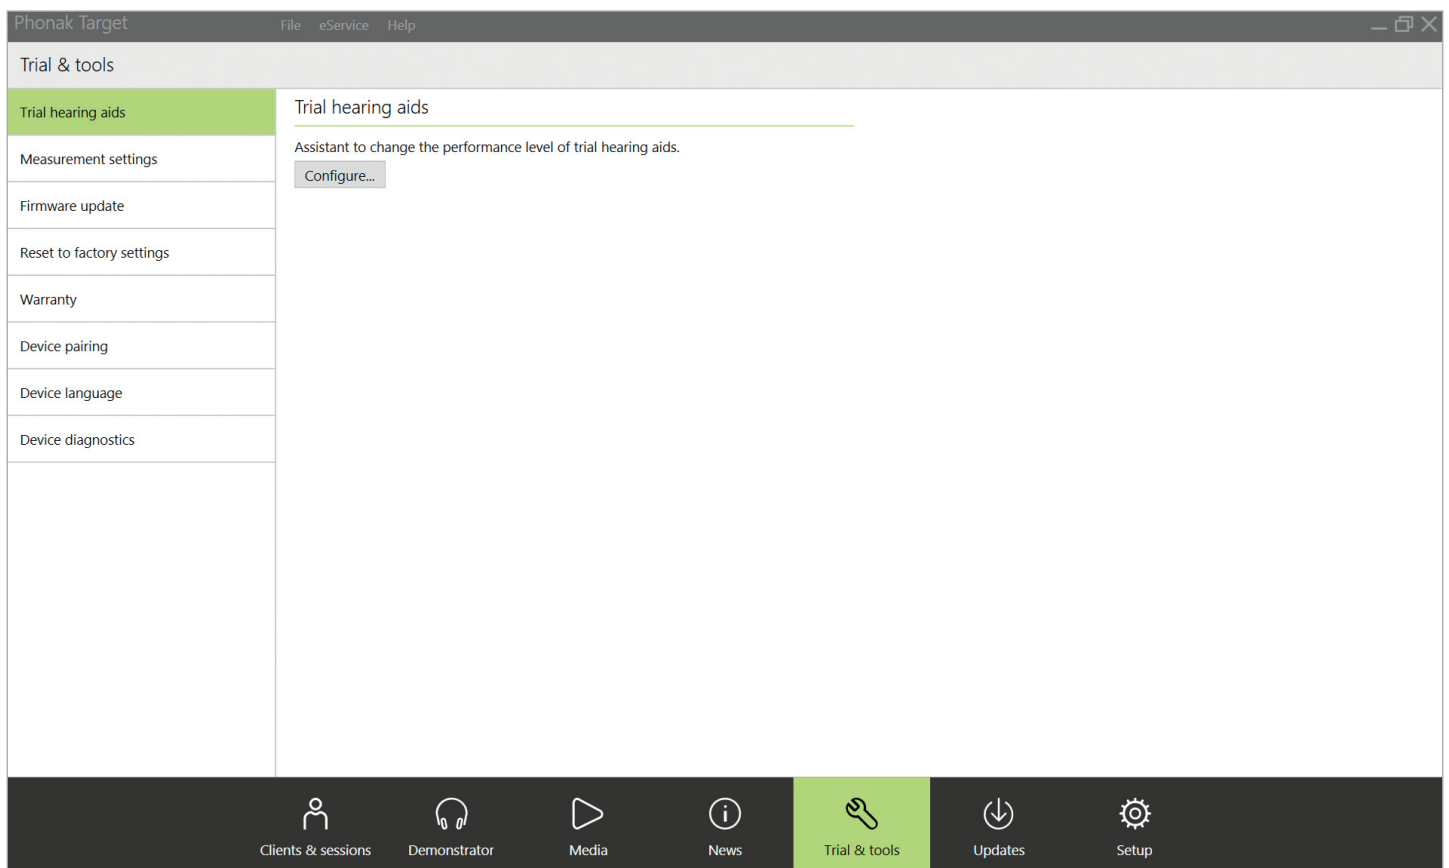 Phonak Target File eService Help
Trial & tools
Trial hearing aids
Measurement settings
Firmware update
Reset to factory settings
Warranty
Device pairing
Device language
Device diagnostics
Trial hearing aids
Assistant to change the performance level of trial hearing aids.
Configure...
Clients & sessions Demonstrator Media News Trial & tools Updates Setup